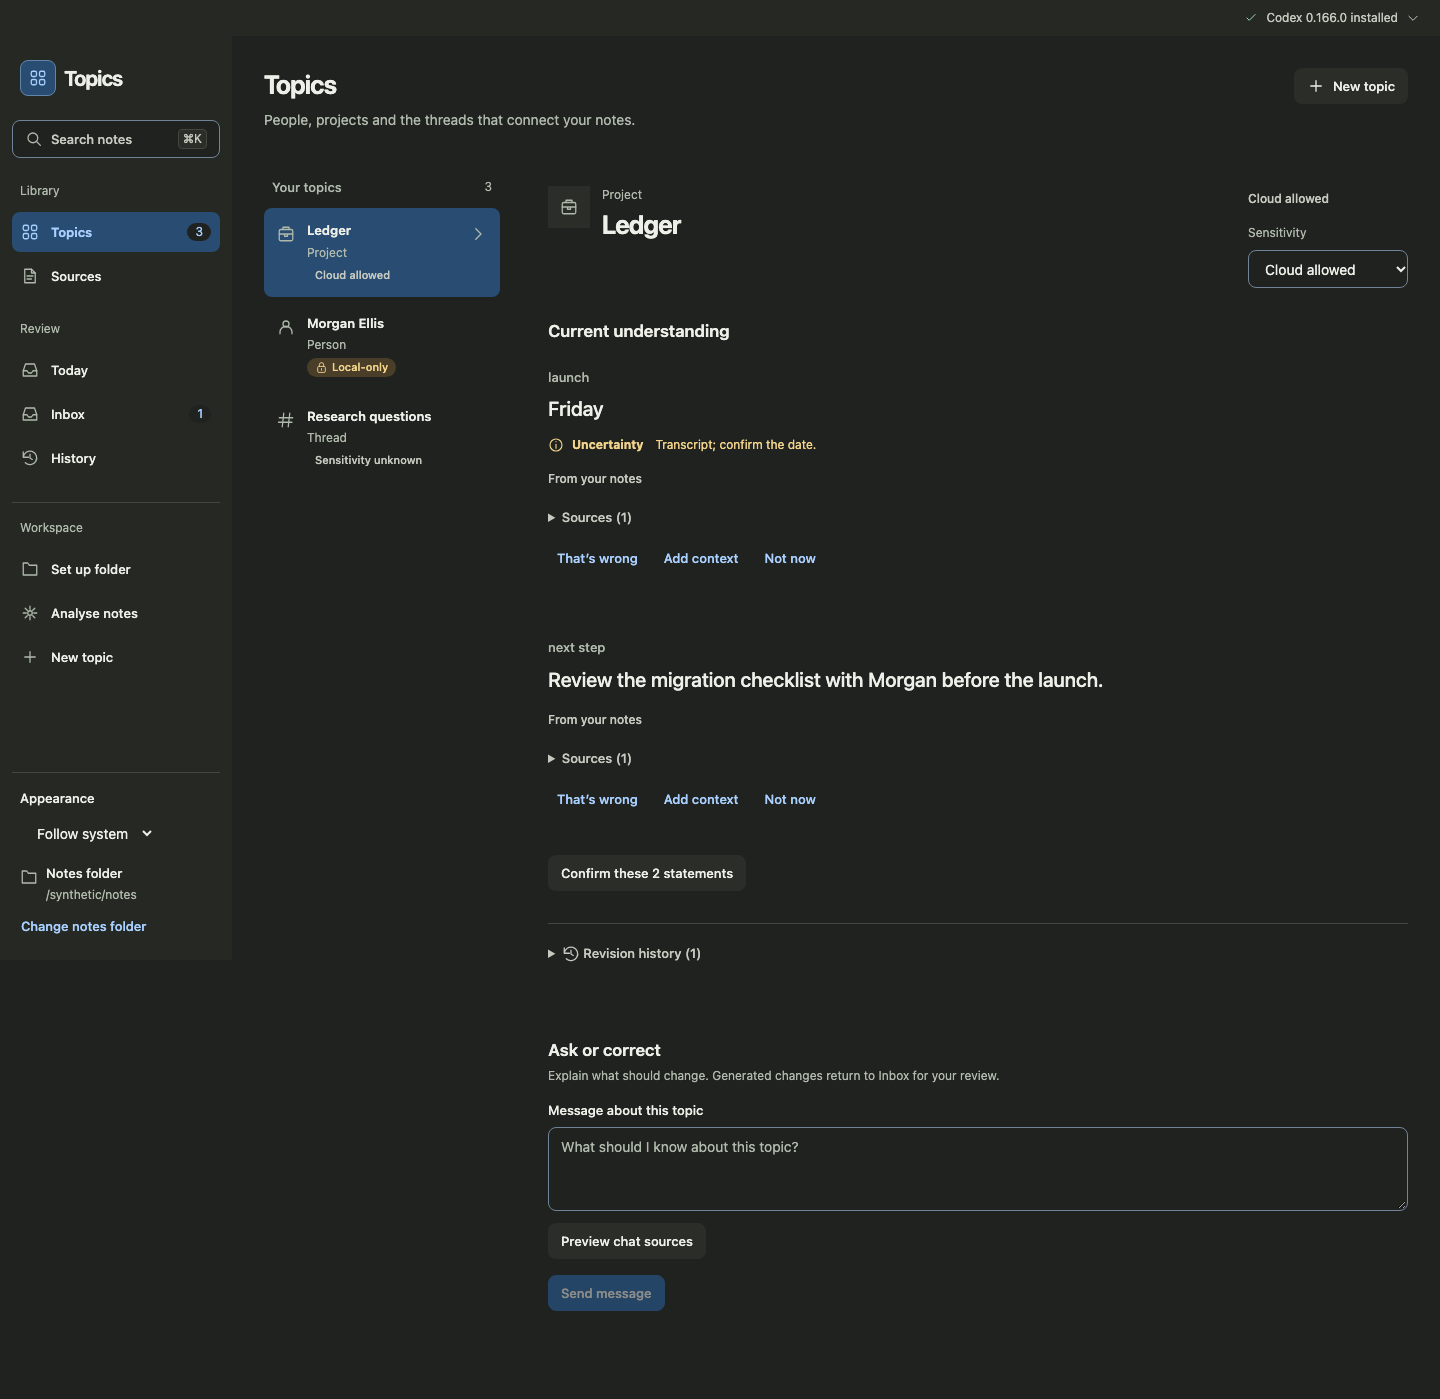 Codex 0.166.0 installed
Topics
Search notes ⌘K
Library
Topics 3
Sources
Review
Today
Inbox 1
History
Workspace
Set up folder
Analyse notes
New topic
Appearance
Follow system
Notes folder
/synthetic/notes
Change notes folder
Topics
New topic
People, projects and the threads that connect your notes.
Your topics 3
Ledger
Project
Cloud allowed
Morgan Ellis
Person
Local-only
Research questions
Thread
Sensitivity unknown
Project
Ledger
Cloud allowed
Sensitivity
Cloud allowed
Current understanding
launch
Friday
Uncertainty Transcript; confirm the date.
From your notes
Sources (1)
That’s wrong Add context Not now
next step
Review the migration checklist with Morgan before the launch.
From your notes
Sources (1)
That’s wrong Add context Not now
Confirm these 2 statements
Revision history (1)
Ask or correct
Explain what should change. Generated changes return to Inbox for your review.
Message about this topic
What should I know about this topic?
Preview chat sources
Send message